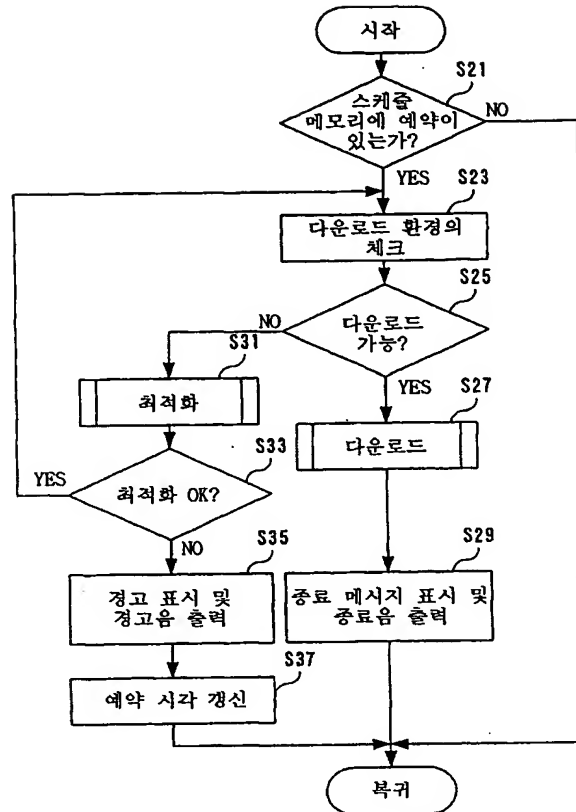 시작
S21
스케줄
메모리에 예약이
있는가?
NO
YES
S23
다운로드 환경의
체크
S25
다운로드
가능?
NO
YES
S31
최적화
S27
다운로드
S33
최적화 OK?
YES
NO
S35
경고 표시 및
경고음 출력
S29
종료 메시지 표시 및
종료음 출력
S37
예약 시각 갱신
복귀